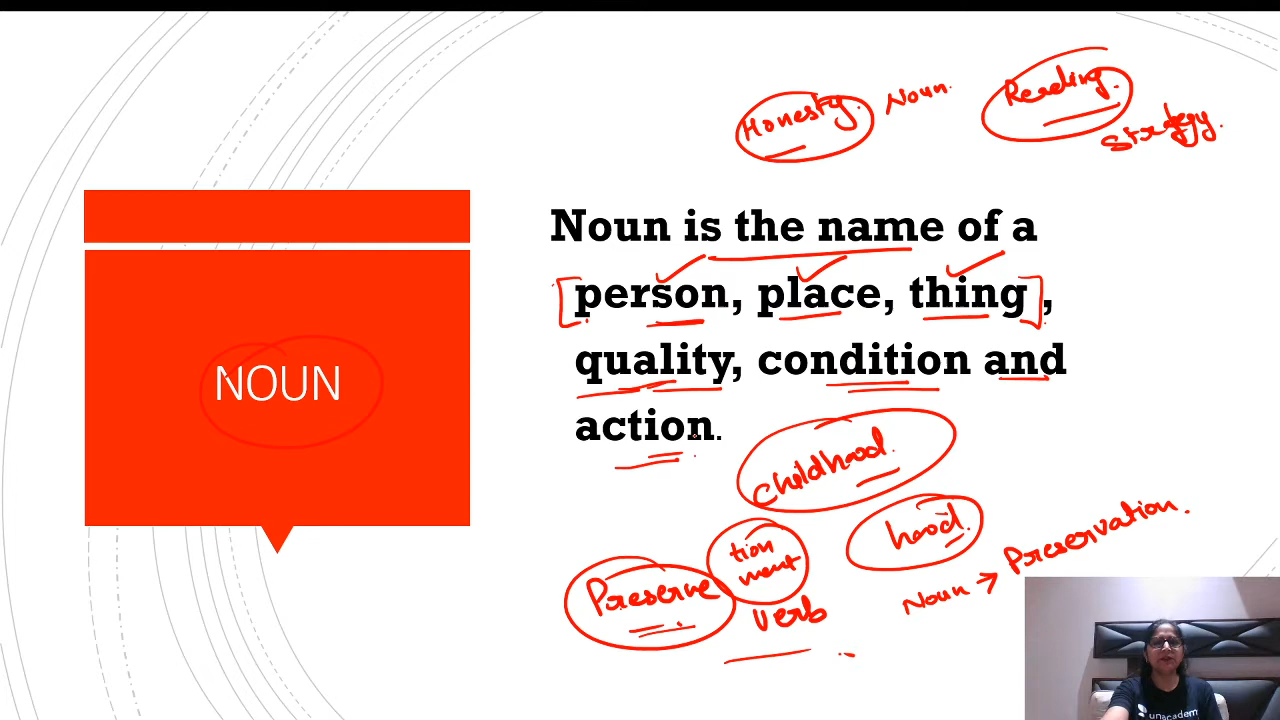 Honesty. Noun.
Reading.
Strategy.
Noun is the name of a
person, place, thing,
quality, condition and
action.
NOUN
childhood.
hood.
tion
ment
Preserve
verb
Noun → Preservation.
unacadem